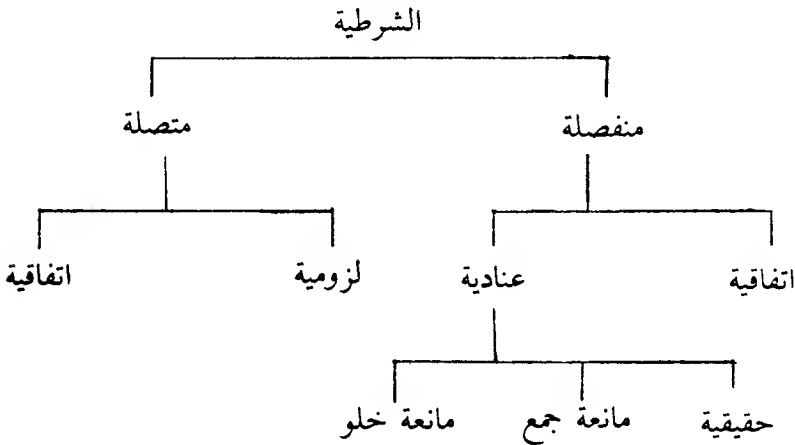 الشرطية
منفصلة متصلة
اتفاقية عنادية لزومية اتفاقية
حقيقية مانعة جمع مانعة خلو